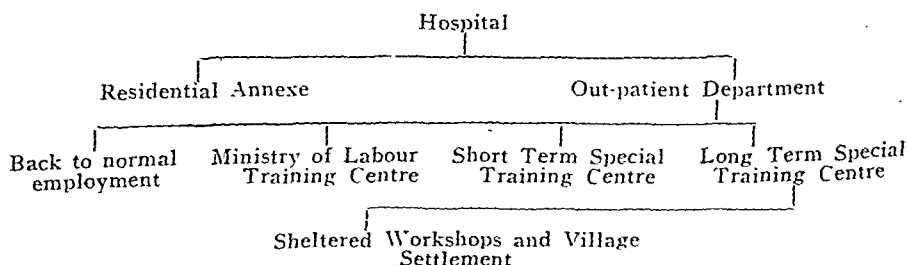 Hospital
Residential Annexe
Out-patient Department
Back to normal employment
Ministry of Labour Training Centre
Short Term Special Training Centre
Long Term Special Training Centre
Sheltered Workshops and Village Settlement